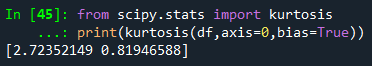 In [45]: from scipy.stats import kurtosis
...: print(kurtosis(df,axis=0,bias=True))
[2.72352149 0.81946588]